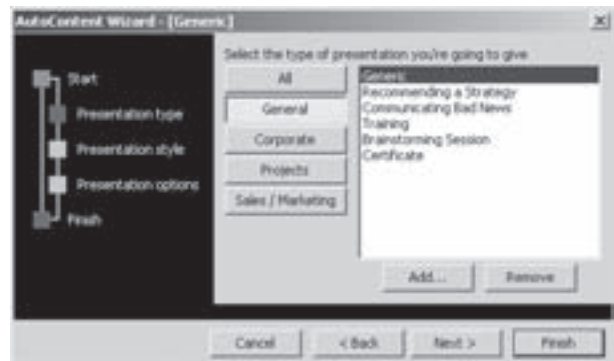 AutoContent Wizard - [Generic]
Start
Presentation type
Presentation style
Presentation options
Finish
Select the type of presentation you're going to give
All
General
Corporate
Projects
Sales / Marketing
Generic
Recommending a Strategy
Communicating Bad News
Training
Brainstorming Session
Certificate
Add...
Remove
Cancel
< Back
Next >
Finish